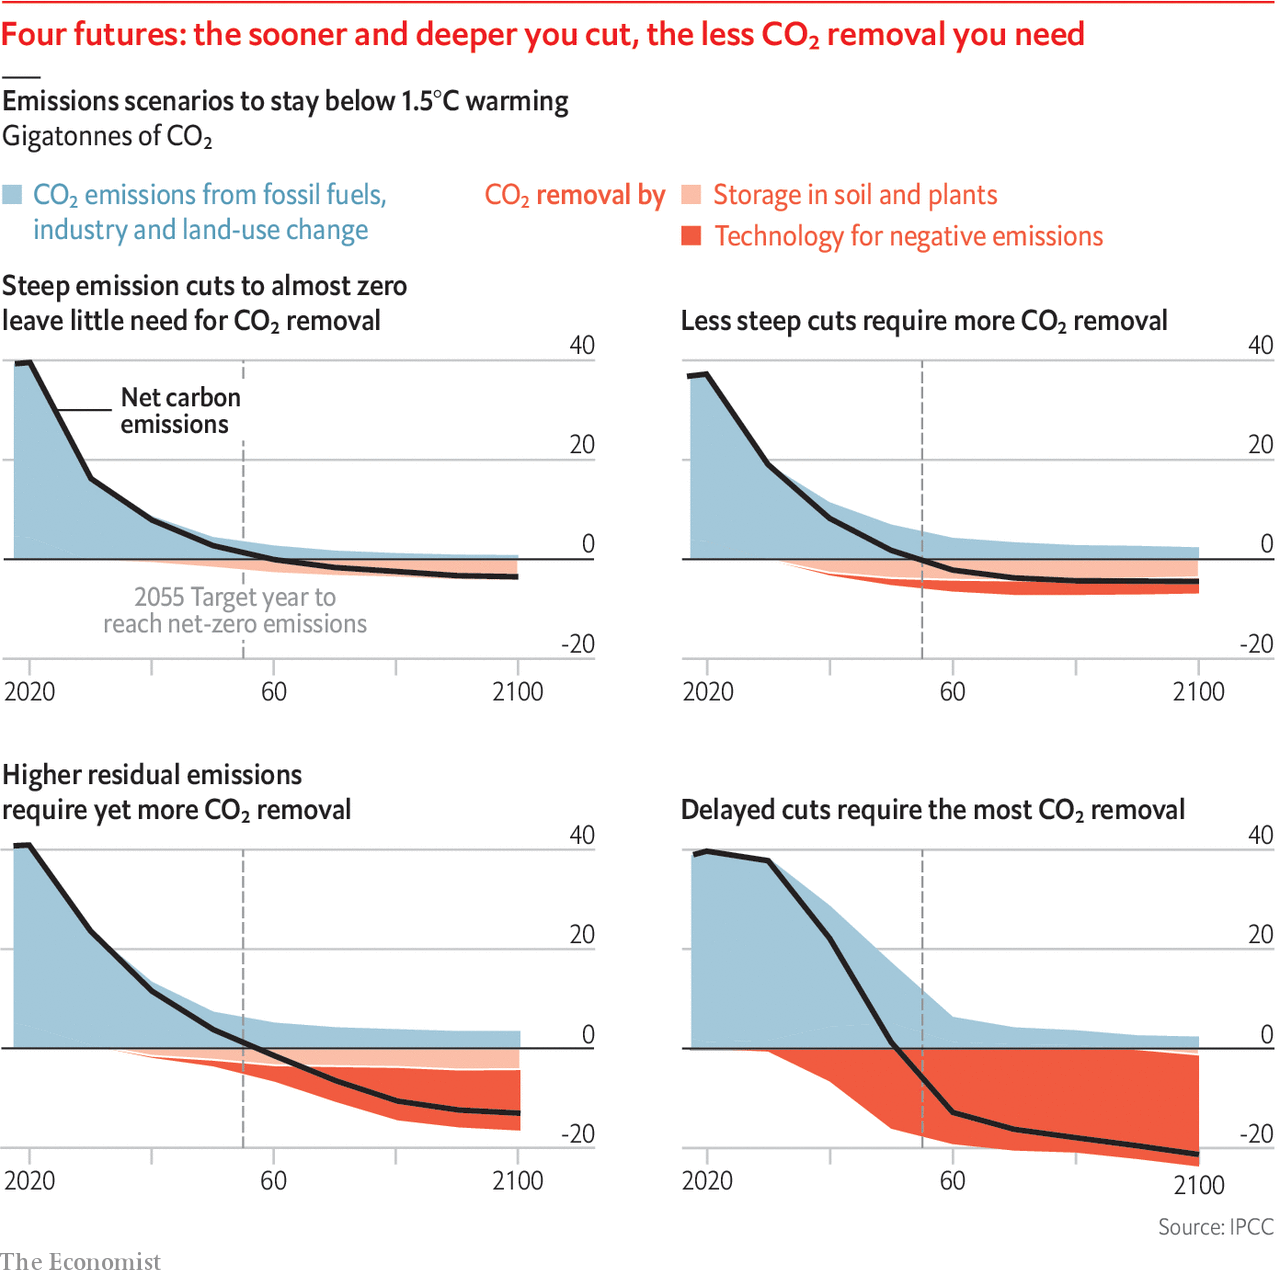 Four futures: the sooner and deeper you cut, the less CO₂ removal you need
Emissions scenarios to stay below 1.5°C warming
Gigatonnes of CO₂
CO₂ emissions from fossil fuels,
industry and land-use change
CO₂ removal by
Storage in soil and plants
Technology for negative emissions
Steep emission cuts to almost zero
leave little need for CO₂ removal
40
Net carbon
emissions
20
0
2055 Target year to
reach net-zero emissions
-20
2020
60
2100
Less steep cuts require more CO₂ removal
40
20
0
-20
2020
60
2100
Higher residual emissions
require yet more CO₂ removal
40
20
0
-20
2020
60
2100
Delayed cuts require the most CO₂ removal
40
20
0
-20
2020
60
2100
Source: IPCC
The Economist